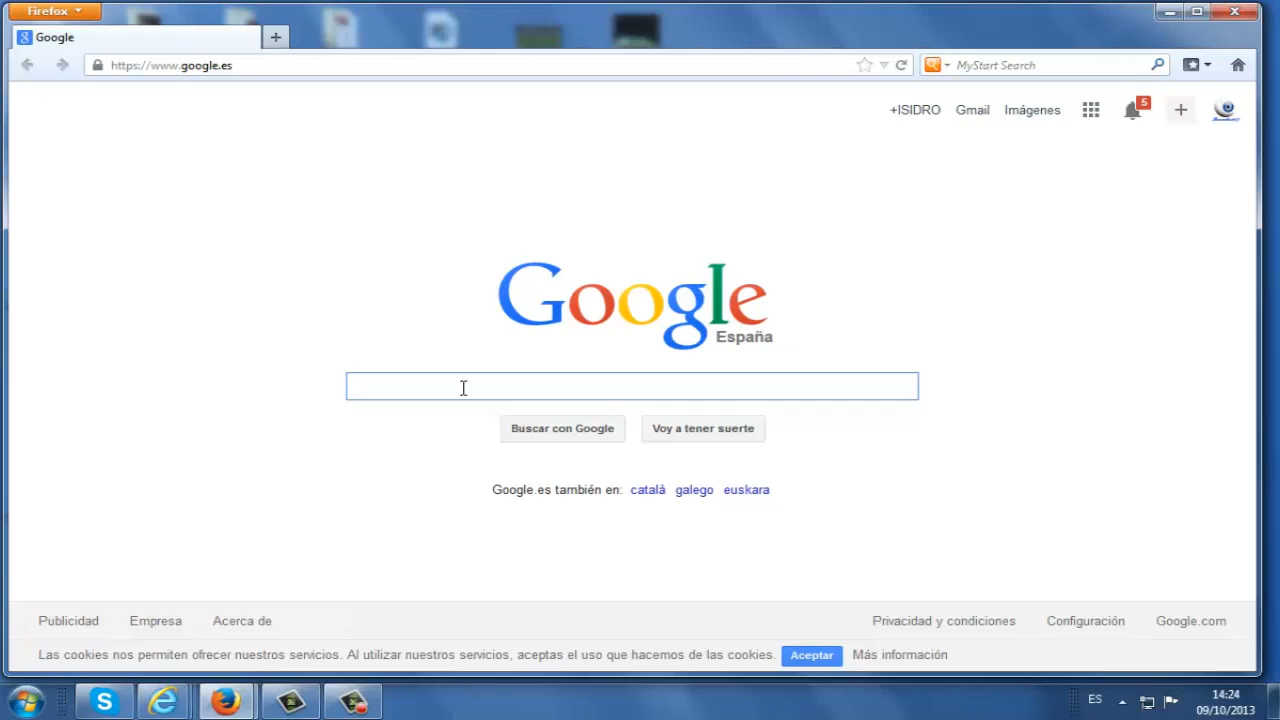 Firefox
Google
https://www.google.es
MyStart Search
+ISIDRO Gmail Imágenes 5
Google
España
Buscar con Google Voy a tener suerte
Google.es también en: català galego euskara
Publicidad Empresa Acerca de Privacidad y condiciones Configuración Google.com
Las cookies nos permiten ofrecer nuestros servicios. Al utilizar nuestros servicios, aceptas el uso que hacemos de las cookies. Aceptar Más información
ES 14:24
09/10/2013